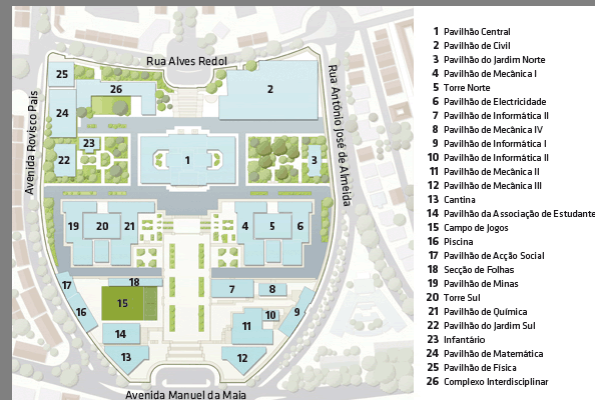 Rua Alves Redol
Avenida Rovisco Pais
Rua António José de Almeida
Avenida Manuel da Maia
25
26
2
24
23
22
1
3
19
20
21
4
5
6
17
18
16
15
7
8
9
10
11
14
13
12
1 Pavilhão Central
2 Pavilhão de Civil
3 Pavilhão do Jardim Norte
4 Pavilhão de Mecânica I
5 Torre Norte
6 Pavilhão de Electricidade
7 Pavilhão de Informática II
8 Pavilhão de Mecânica IV
9 Pavilhão de Informática I
10 Pavilhão de Informática II
11 Pavilhão de Mecânica II
12 Pavilhão de Mecânica III
13 Cantina
14 Pavilhão da Associação de Estudante
15 Campo de Jogos
16 Piscina
17 Pavilhão de Acção Social
18 Secção de Folhas
19 Pavilhão de Minas
20 Torre Sul
21 Pavilhão de Química
22 Pavilhão do Jardim Sul
23 Infantário
24 Pavilhão de Matemática
25 Pavilhão de Física
26 Complexo Interdisciplinar